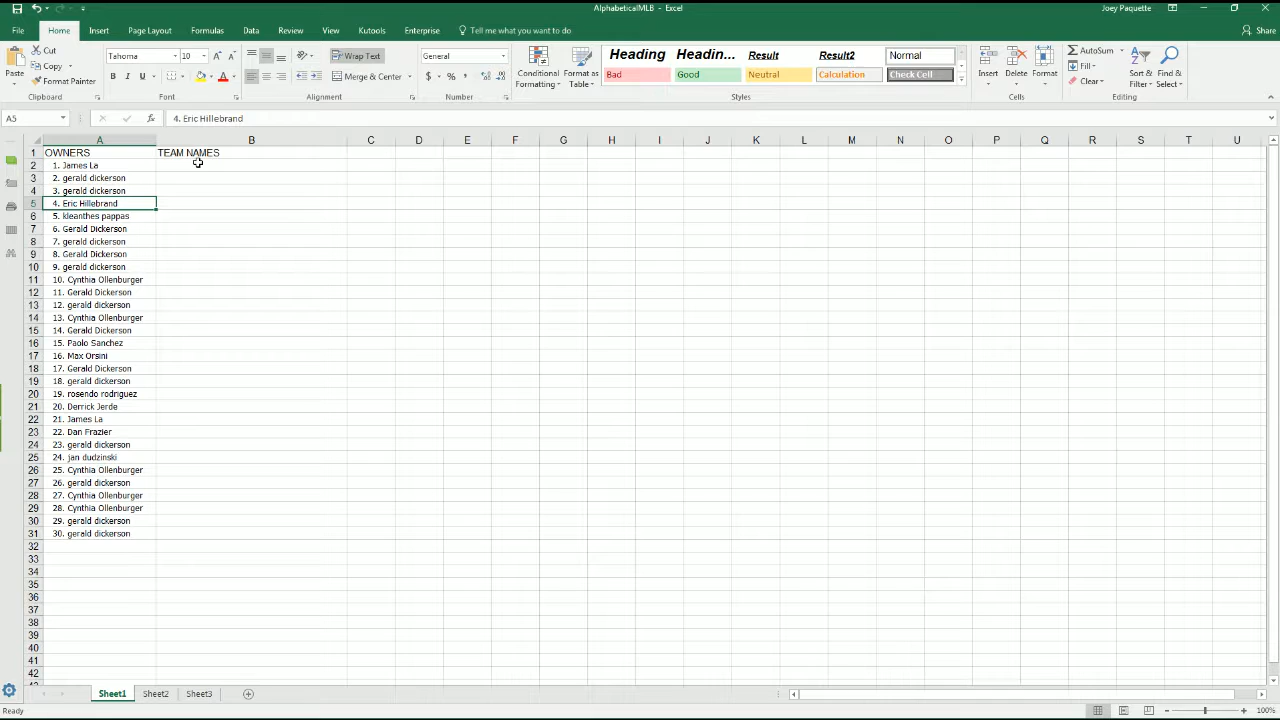 AlphabeticalMLB - Excel
Joey Paquette
File Home Insert Page Layout Formulas Data Review View Kutools Enterprise Tell me what you want to do... Share
Paste Cut Copy Format Painter Clipboard
Tahoma 10 B I U A Font
Wrap Text Merge & Center Alignment
General $ % , Number
Conditional Formatting Format as Table
Heading Headin... Result Result2 Normal
Bad Good Neutral Calculation Check Cell
Styles
Insert Delete Format Cells
AutoSum Fill Clear Sort & Filter Find & Select Editing
A5 fx 4. Eric Hillebrand
A B C D E F G H I J K L M N O P Q R S T U
1 OWNERS TEAM NAMES
2 1. James La
3 2. gerald dickerson
4 3. gerald dickerson
5 4. Eric Hillebrand
6 5. kleanthes pappas
7 6. Gerald Dickerson
8 7. gerald dickerson
9 8. Gerald Dickerson
10 9. gerald dickerson
11 10. Cynthia Ollenburger
12 11. Gerald Dickerson
13 12. gerald dickerson
14 13. Cynthia Ollenburger
15 14. Gerald Dickerson
16 15. Paolo Sanchez
17 16. Max Orsini
18 17. Gerald Dickerson
19 18. gerald dickerson
20 19. rosendo rodriguez
21 20. Derrick Jerde
22 21. James La
23 22. Dan Frazier
24 23. gerald dickerson
25 24. jan dudzinski
26 25. Cynthia Ollenburger
27 26. gerald dickerson
28 27. Cynthia Ollenburger
29 28. Cynthia Ollenburger
30 29. gerald dickerson
31 30. gerald dickerson
32
33
34
35
36
37
38
39
40
41
42
Sheet1 Sheet2 Sheet3
Ready 100%